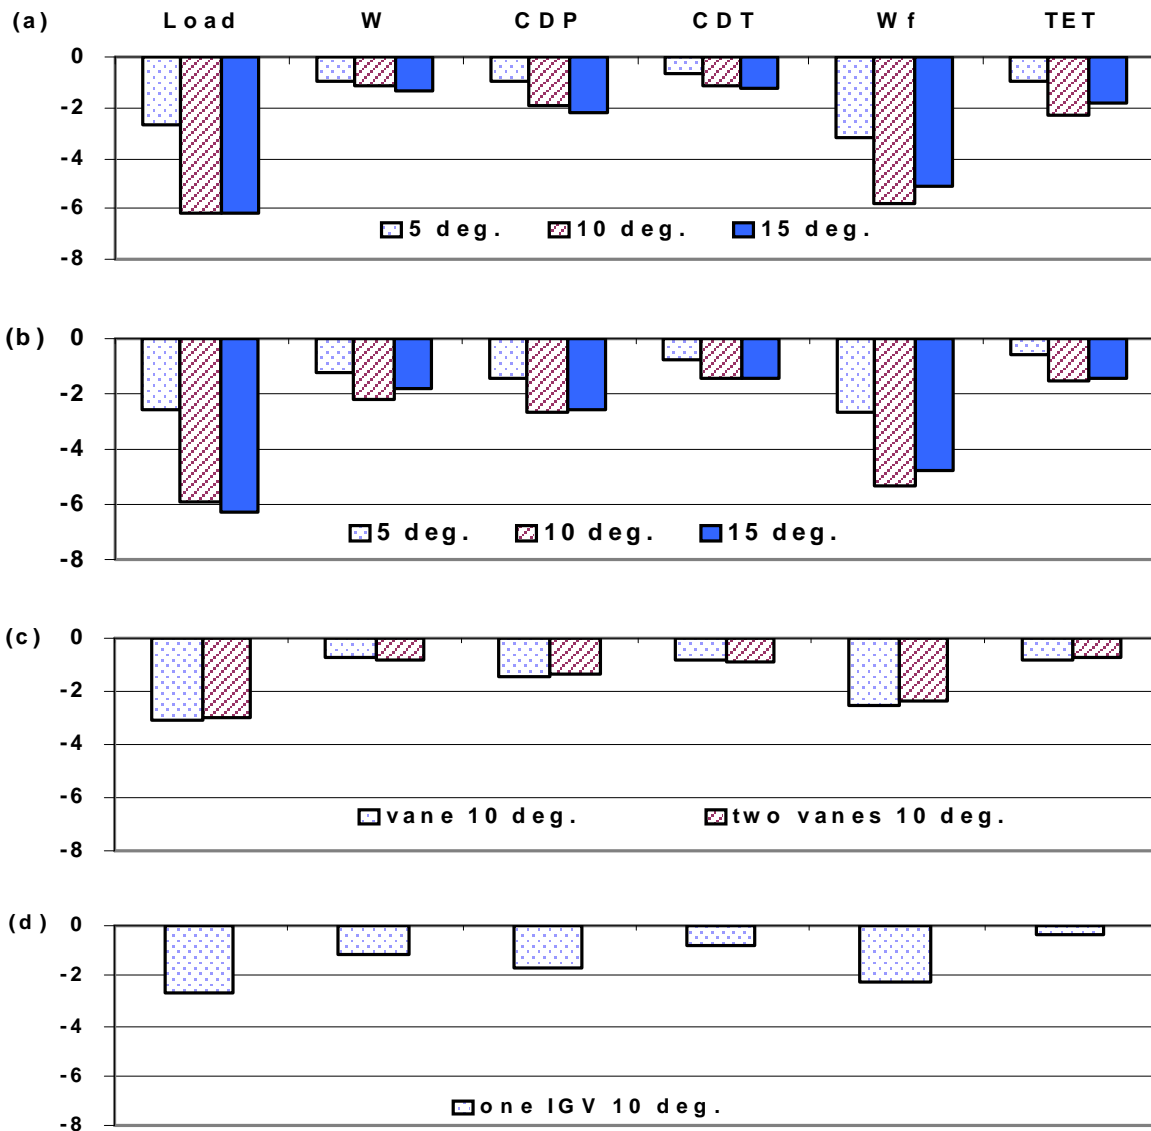 (a) Load W CDP CDT Wf TET
0
-2
-4
-6
5 deg. 10 deg. 15 deg.
-8
(b) 0
-2
-4
-6
5 deg. 10 deg. 15 deg.
-8
(c) 0
-2
-4
-6
vane 10 deg. two vanes 10 deg.
-8
(d) 0
-2
-4
-6
one IGV 10 deg.
-8